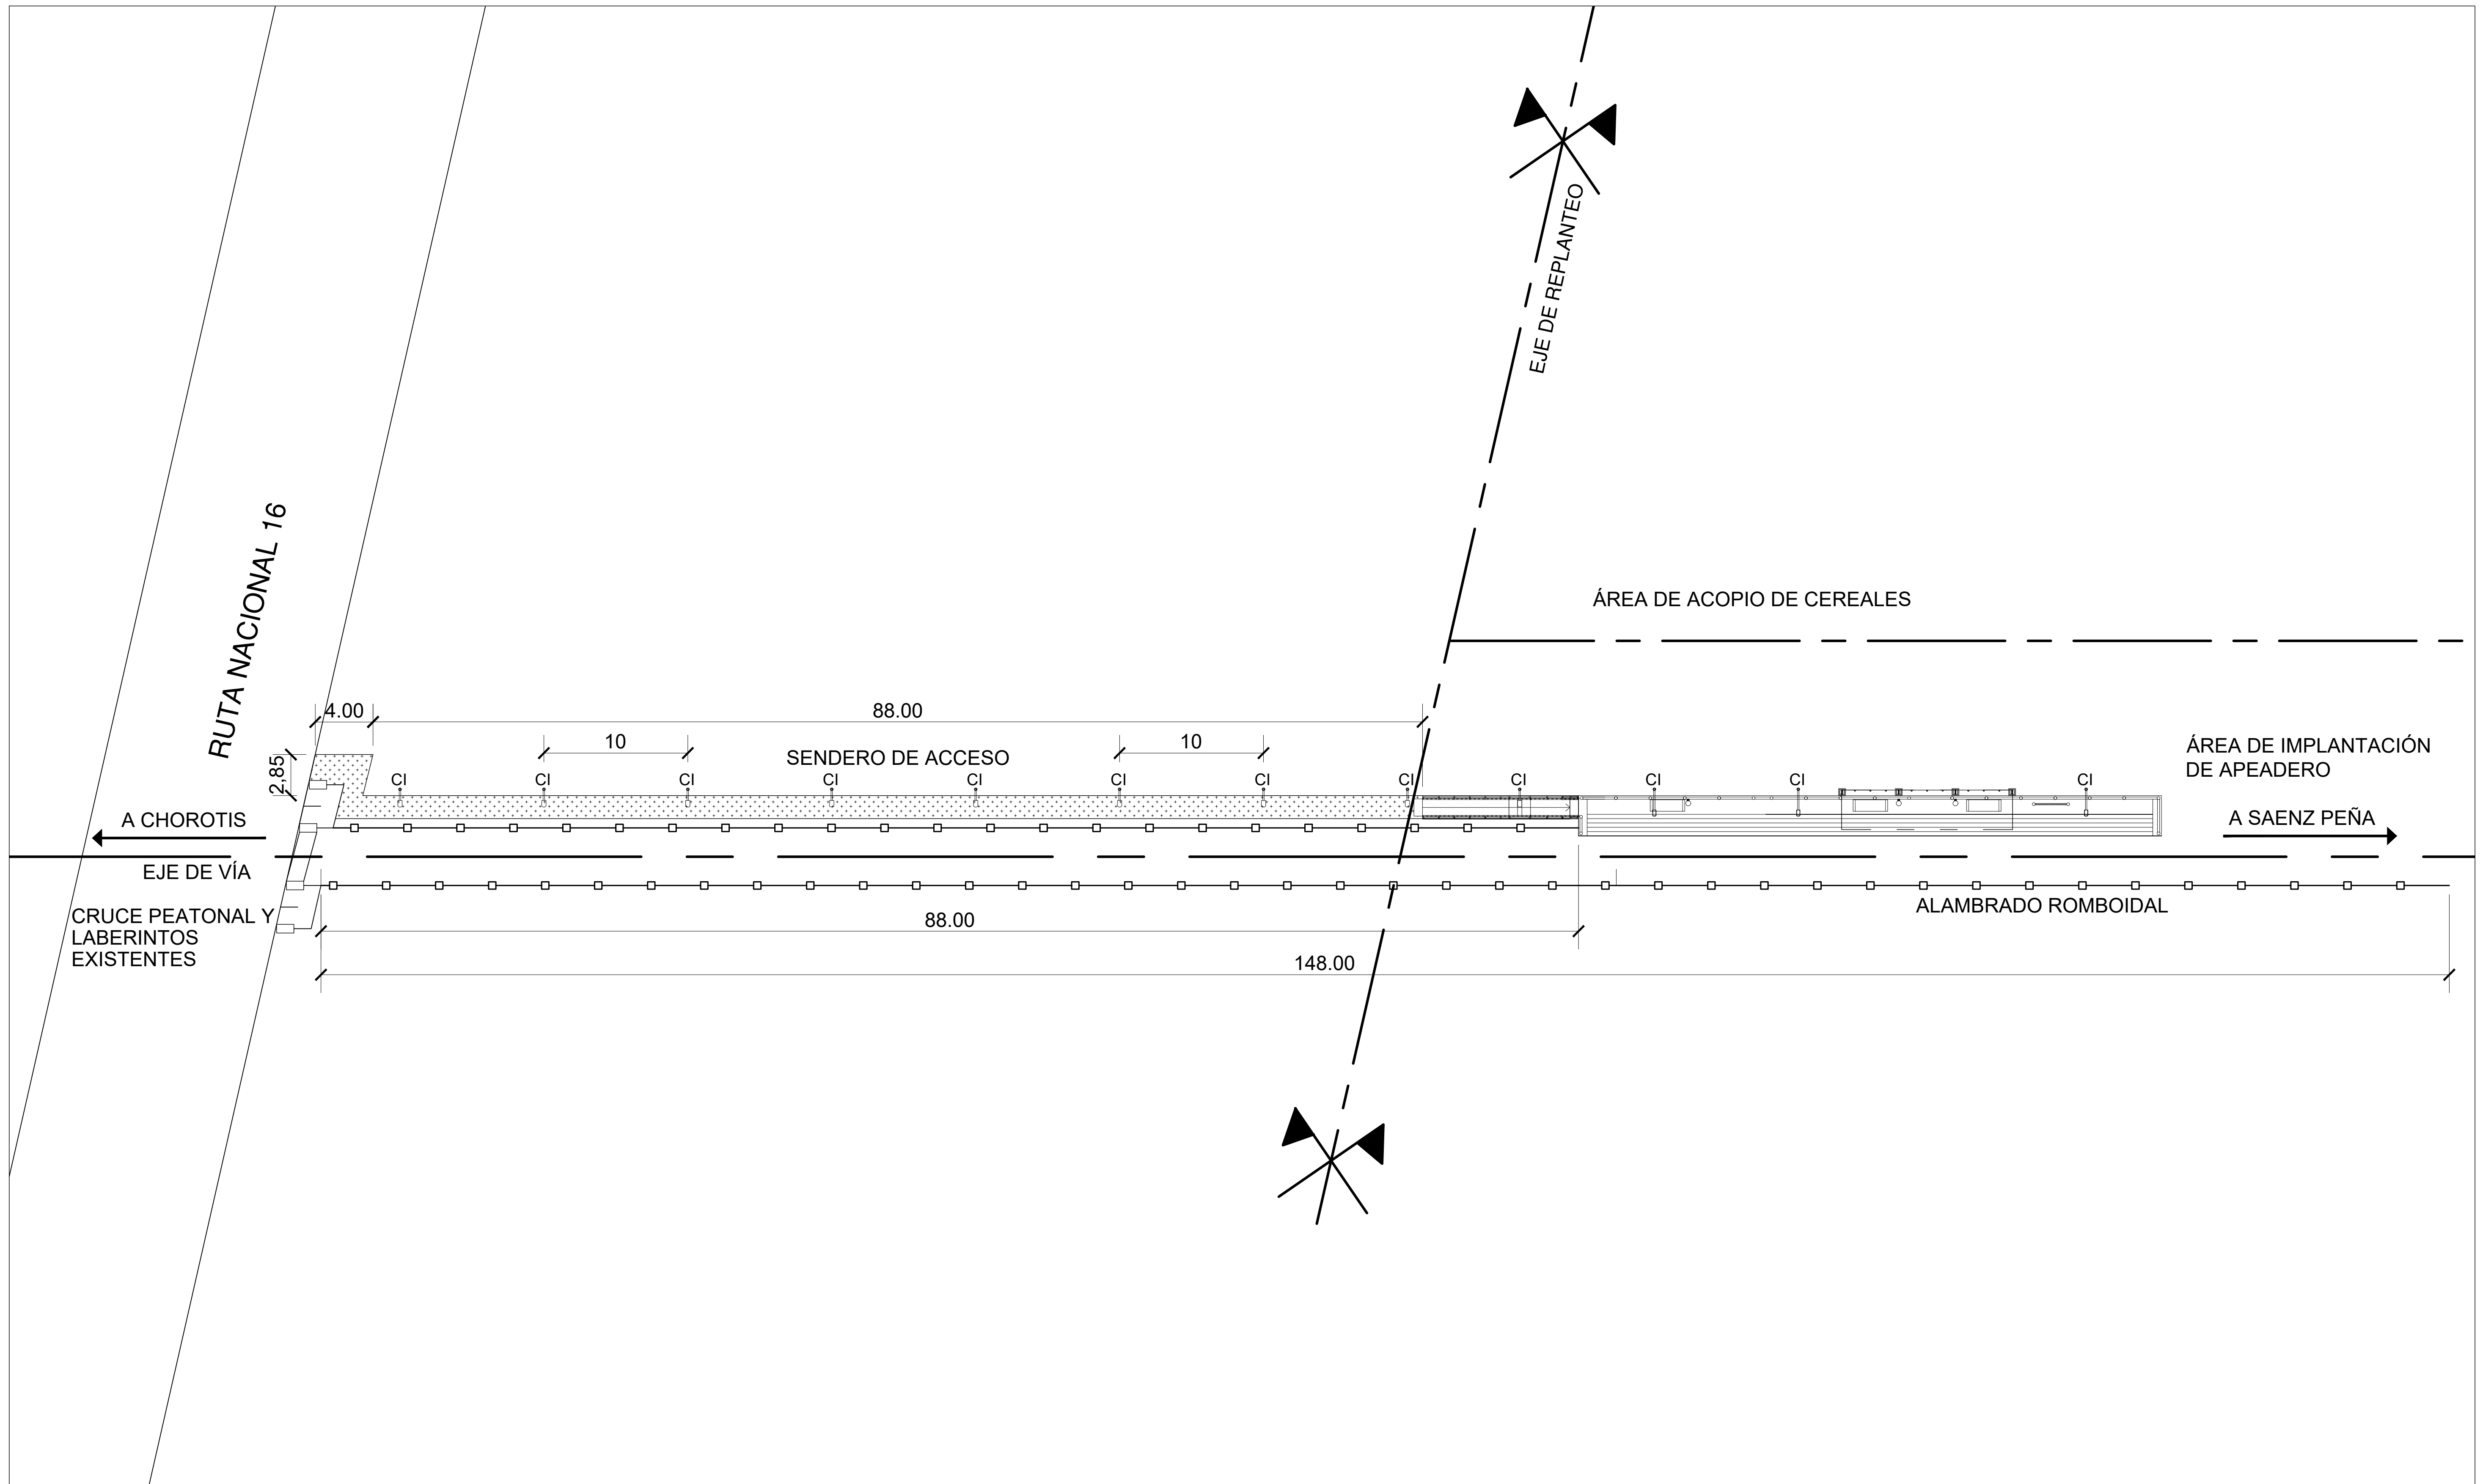 EJE DE REPLANTEO
RUTA NACIONAL 16
ÁREA DE ACOPIO DE CEREALES
4.00
88.00
10
10
SENDERO DE ACCESO
2,85
ÁREA DE IMPLANTACIÓN
DE APEADERO
CI
CI
CI
CI
CI
CI
CI
CI
CI
CI
CI
CI
A CHOROTIS
A SAENZ PEÑA
EJE DE VÍA
CRUCE PEATONAL Y
LABERINTOS
EXISTENTES
ALAMBRADO ROMBOIDAL
88.00
148.00